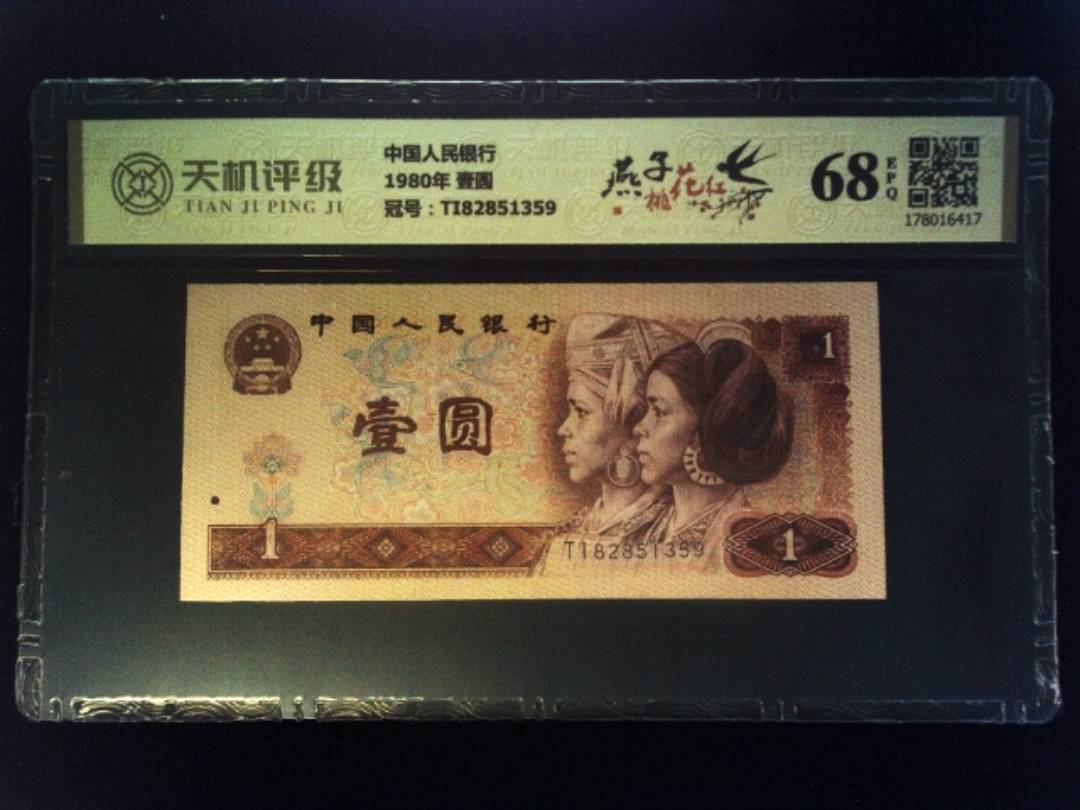 天机评级
TIAN JI PING JI
中国人民银行
1980年 壹圆
冠号：TI82851359
燕子
桃花红
68
EPQ
178016417
中国人民银行
壹圆
1
1
TI82851359
1